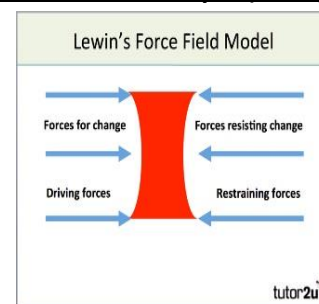 Lewin's Force Field Model
Forces for change
Forces resisting change
Driving forces
Restraining forces
tutor2u